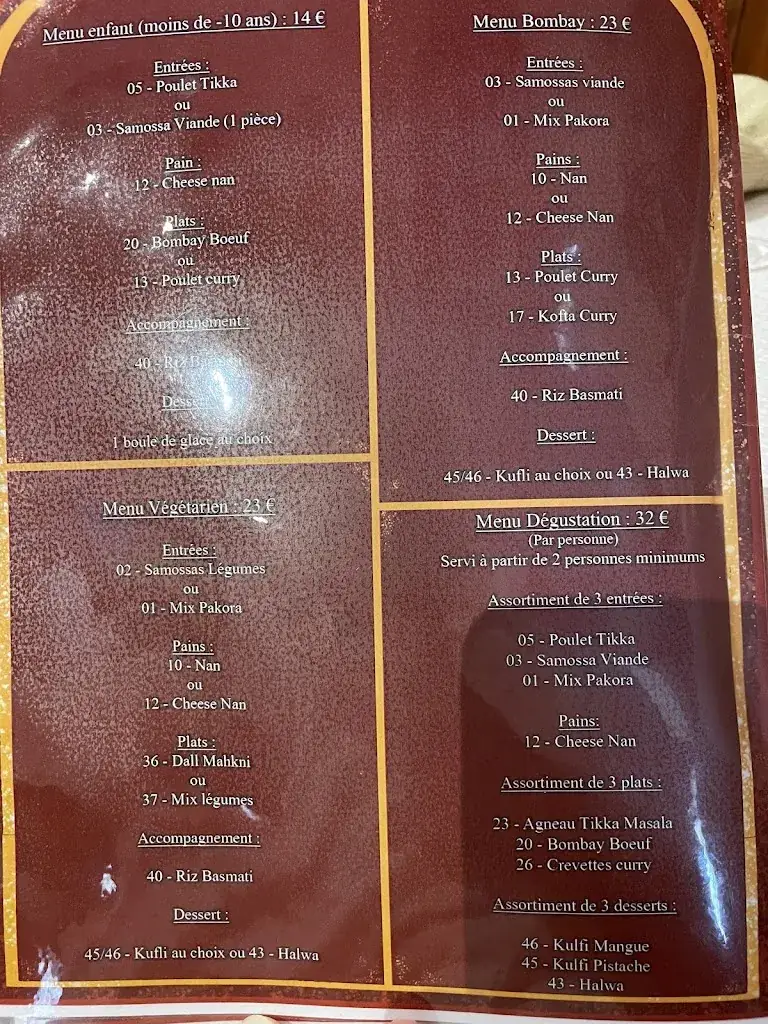 Menu enfant (moins de -10 ans) : 14 €
Entrées :
05 - Poulet Tikka
ou
03 - Samossa Viande (1 pièce)
Pain :
12 - Cheese nan
Plats :
20 - Bombay Boeuf
ou
13 - Poulet curry
Accompagnement :
40 - Riz Basmati
Dessert :
1 boule de glace au choix
Menu Bombay : 23 €
Entrées :
03 - Samossas viande
ou
01 - Mix Pakora
Pains :
10 - Nan
ou
12 - Cheese Nan
Plats :
13 - Poulet Curry
ou
17 - Kofta Curry
Accompagnement :
40 - Riz Basmati
Dessert :
45/46 - Kufli au choix ou 43 - Halwa
Menu Végétarien : 23 €
Entrées :
02 - Samossas Légumes
ou
01 - Mix Pakora
Pains :
10 - Nan
ou
12 - Cheese Nan
Plats :
36 - Dall Mahkni
ou
37 - Mix légumes
Accompagnement :
40 - Riz Basmati
Dessert :
45/46 - Kufli au choix ou 43 - Halwa
Menu Dégustation : 32 €
(Par personne)
Servi à partir de 2 personnes minimums
Assortiment de 3 entrées :
05 - Poulet Tikka
03 - Samossa Viande
01 - Mix Pakora
Pains:
12 - Cheese Nan
Assortiment de 3 plats :
23 - Agneau Tikka Masala
20 - Bombay Boeuf
26 - Crevettes curry
Assortiment de 3 desserts :
46 - Kulfi Mangue
45 - Kulfi Pistache
43 - Halwa